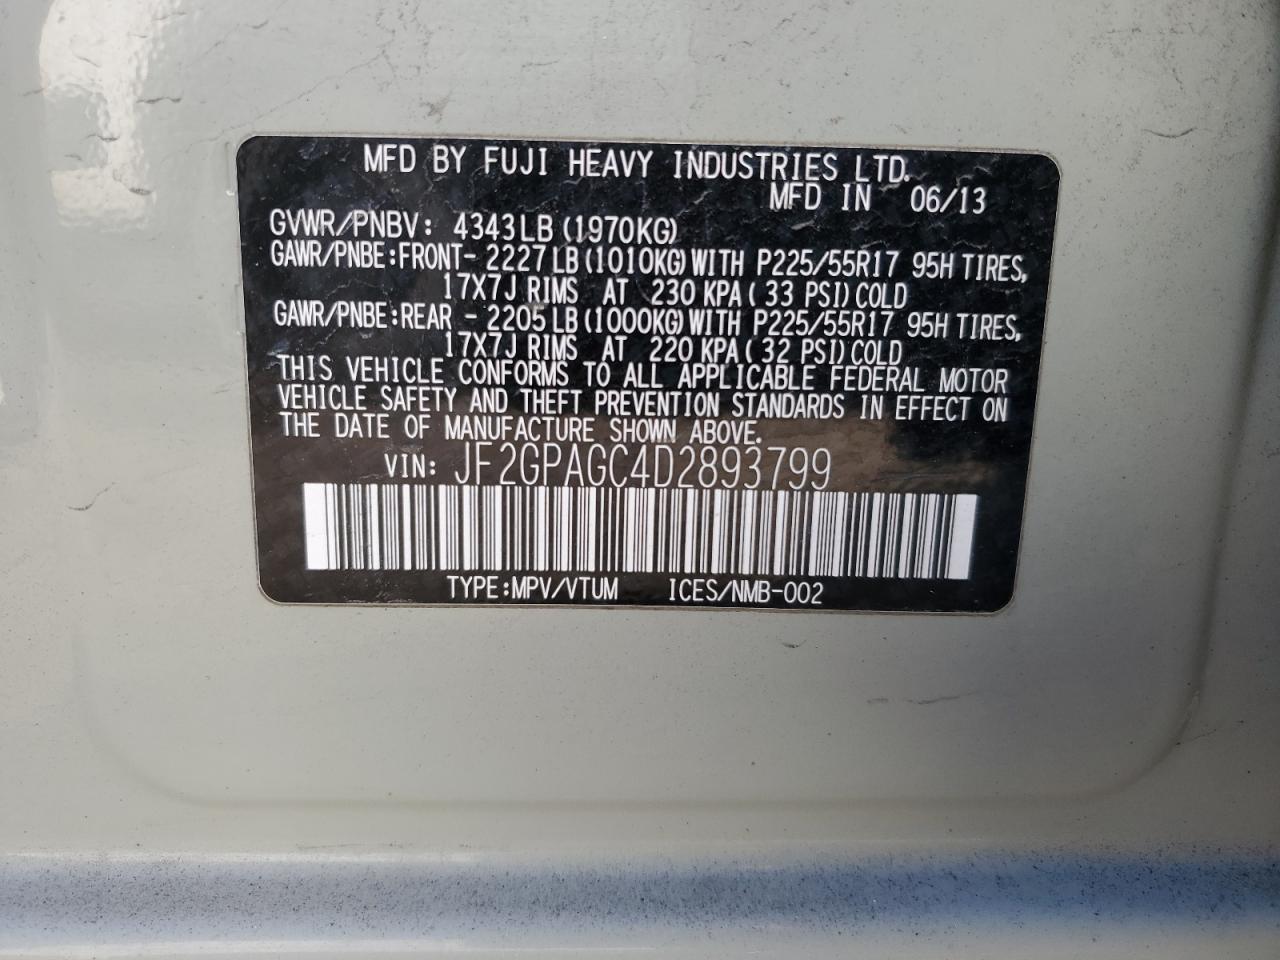 MFD BY FUJI HEAVY INDUSTRIES LTD.
MFD IN 06/13
GVWR/PNBV: 4343LB (1970KG)
GAWR/PNBE:FRONT- 2227LB(1010KG)WITH P225/55R17 95H TIRES,
17X7J RIMS AT 230 KPA( 33 PSI)COLD
GAWR/PNBE:REAR - 2205LB(1000KG)WITH P225/55R17 95H TIRES,
17X7J RIMS AT 220 KPA( 32 PSI)COLD
THIS VEHICLE CONFORMS TO ALL APPLICABLE FEDERAL MOTOR
VEHICLE SAFETY AND THEFT PREVENTION STANDARDS IN EFFECT ON
THE DATE OF MANUFACTURE SHOWN ABOVE.
VIN: JF2GPAGC4D2893799
TYPE:MPV/VTUM ICES/NMB-002